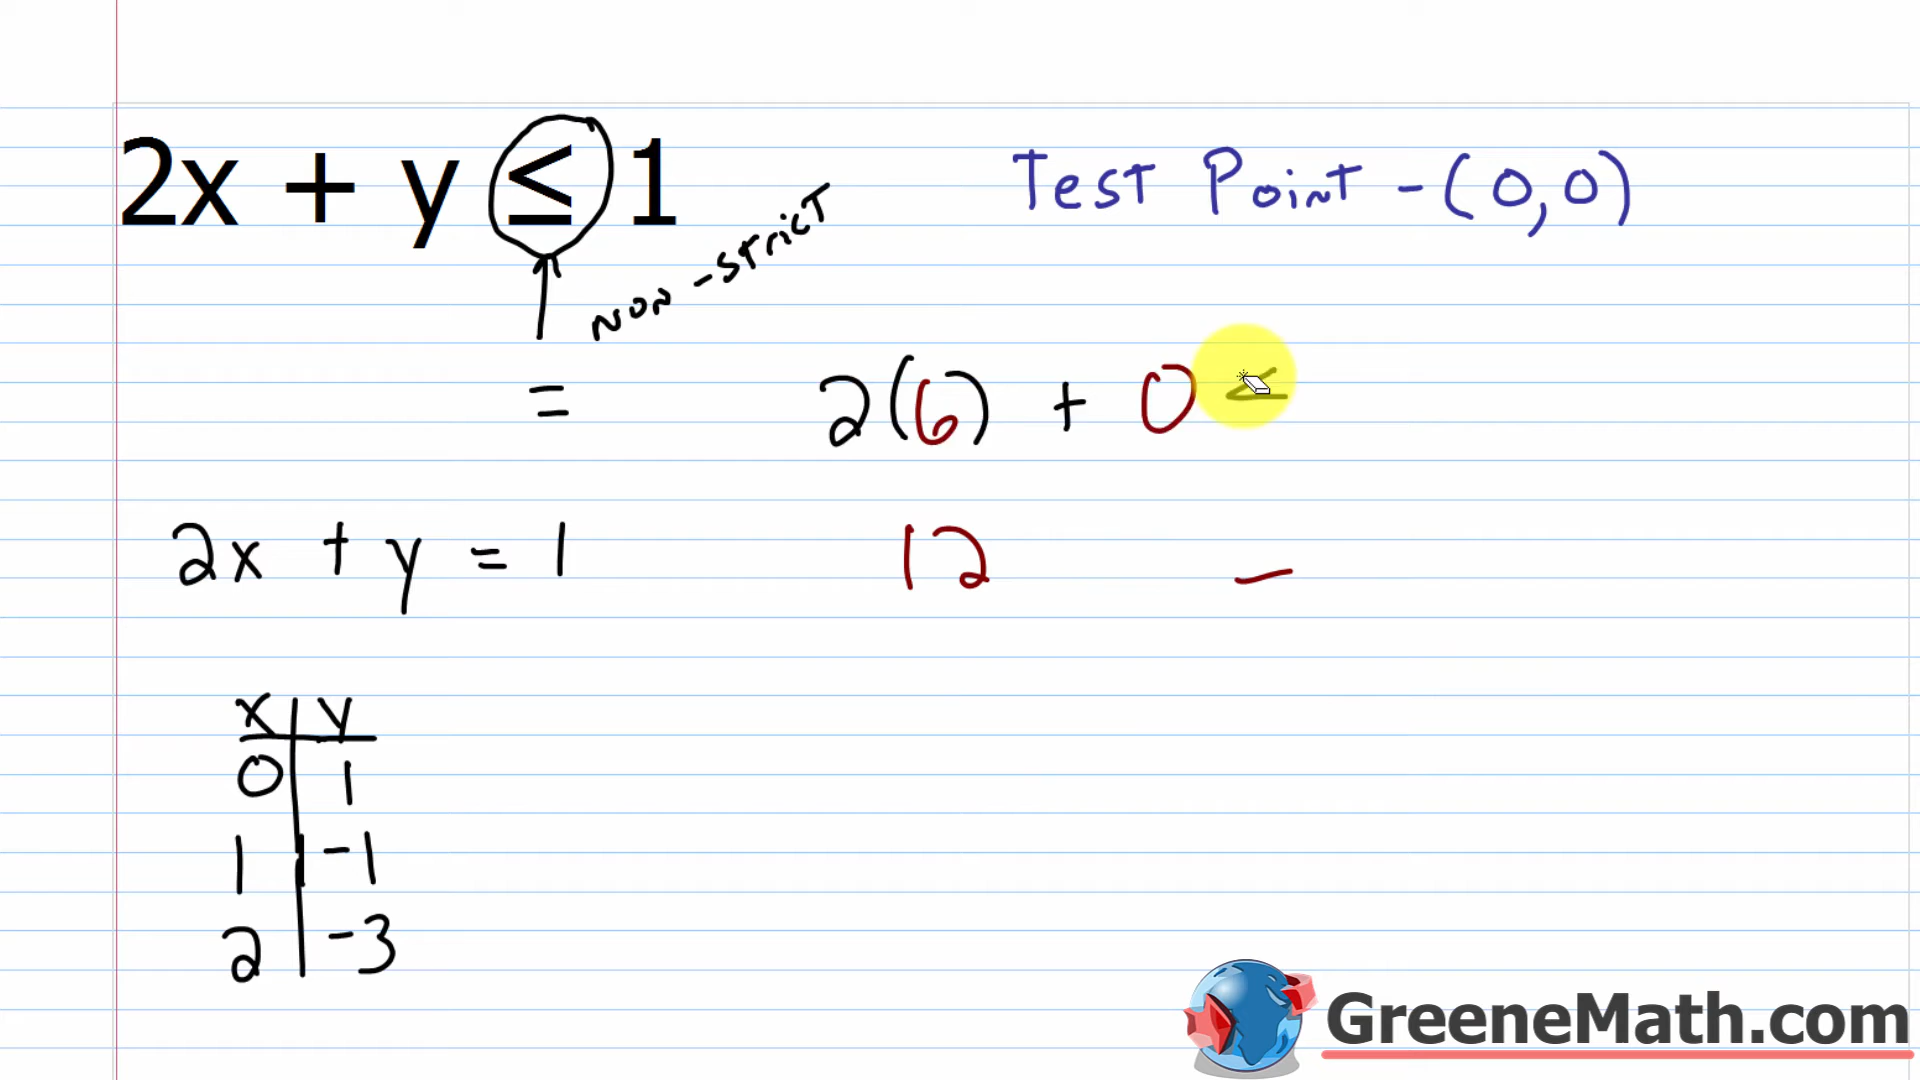 2x + y ≤ 1
Test Point - (0,0)
non-strict
=
2(6) + 0 ≤
2x + y = 1
12 —
x | y
0 | 1
1 | -1
2 | -3
GreeneMath.com